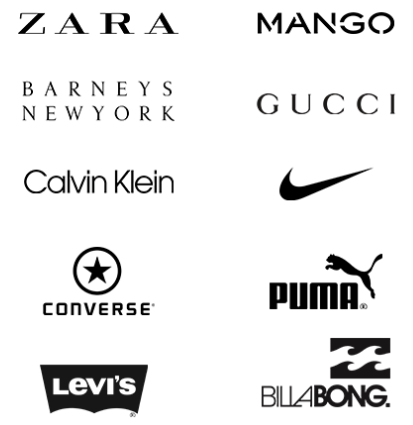 ZARA
MANGO
BARNEYS
NEWYORK
GUCCI
Calvin Klein
CONVERSE®
PUMA®
LEVI'S
®
BILLABONG.